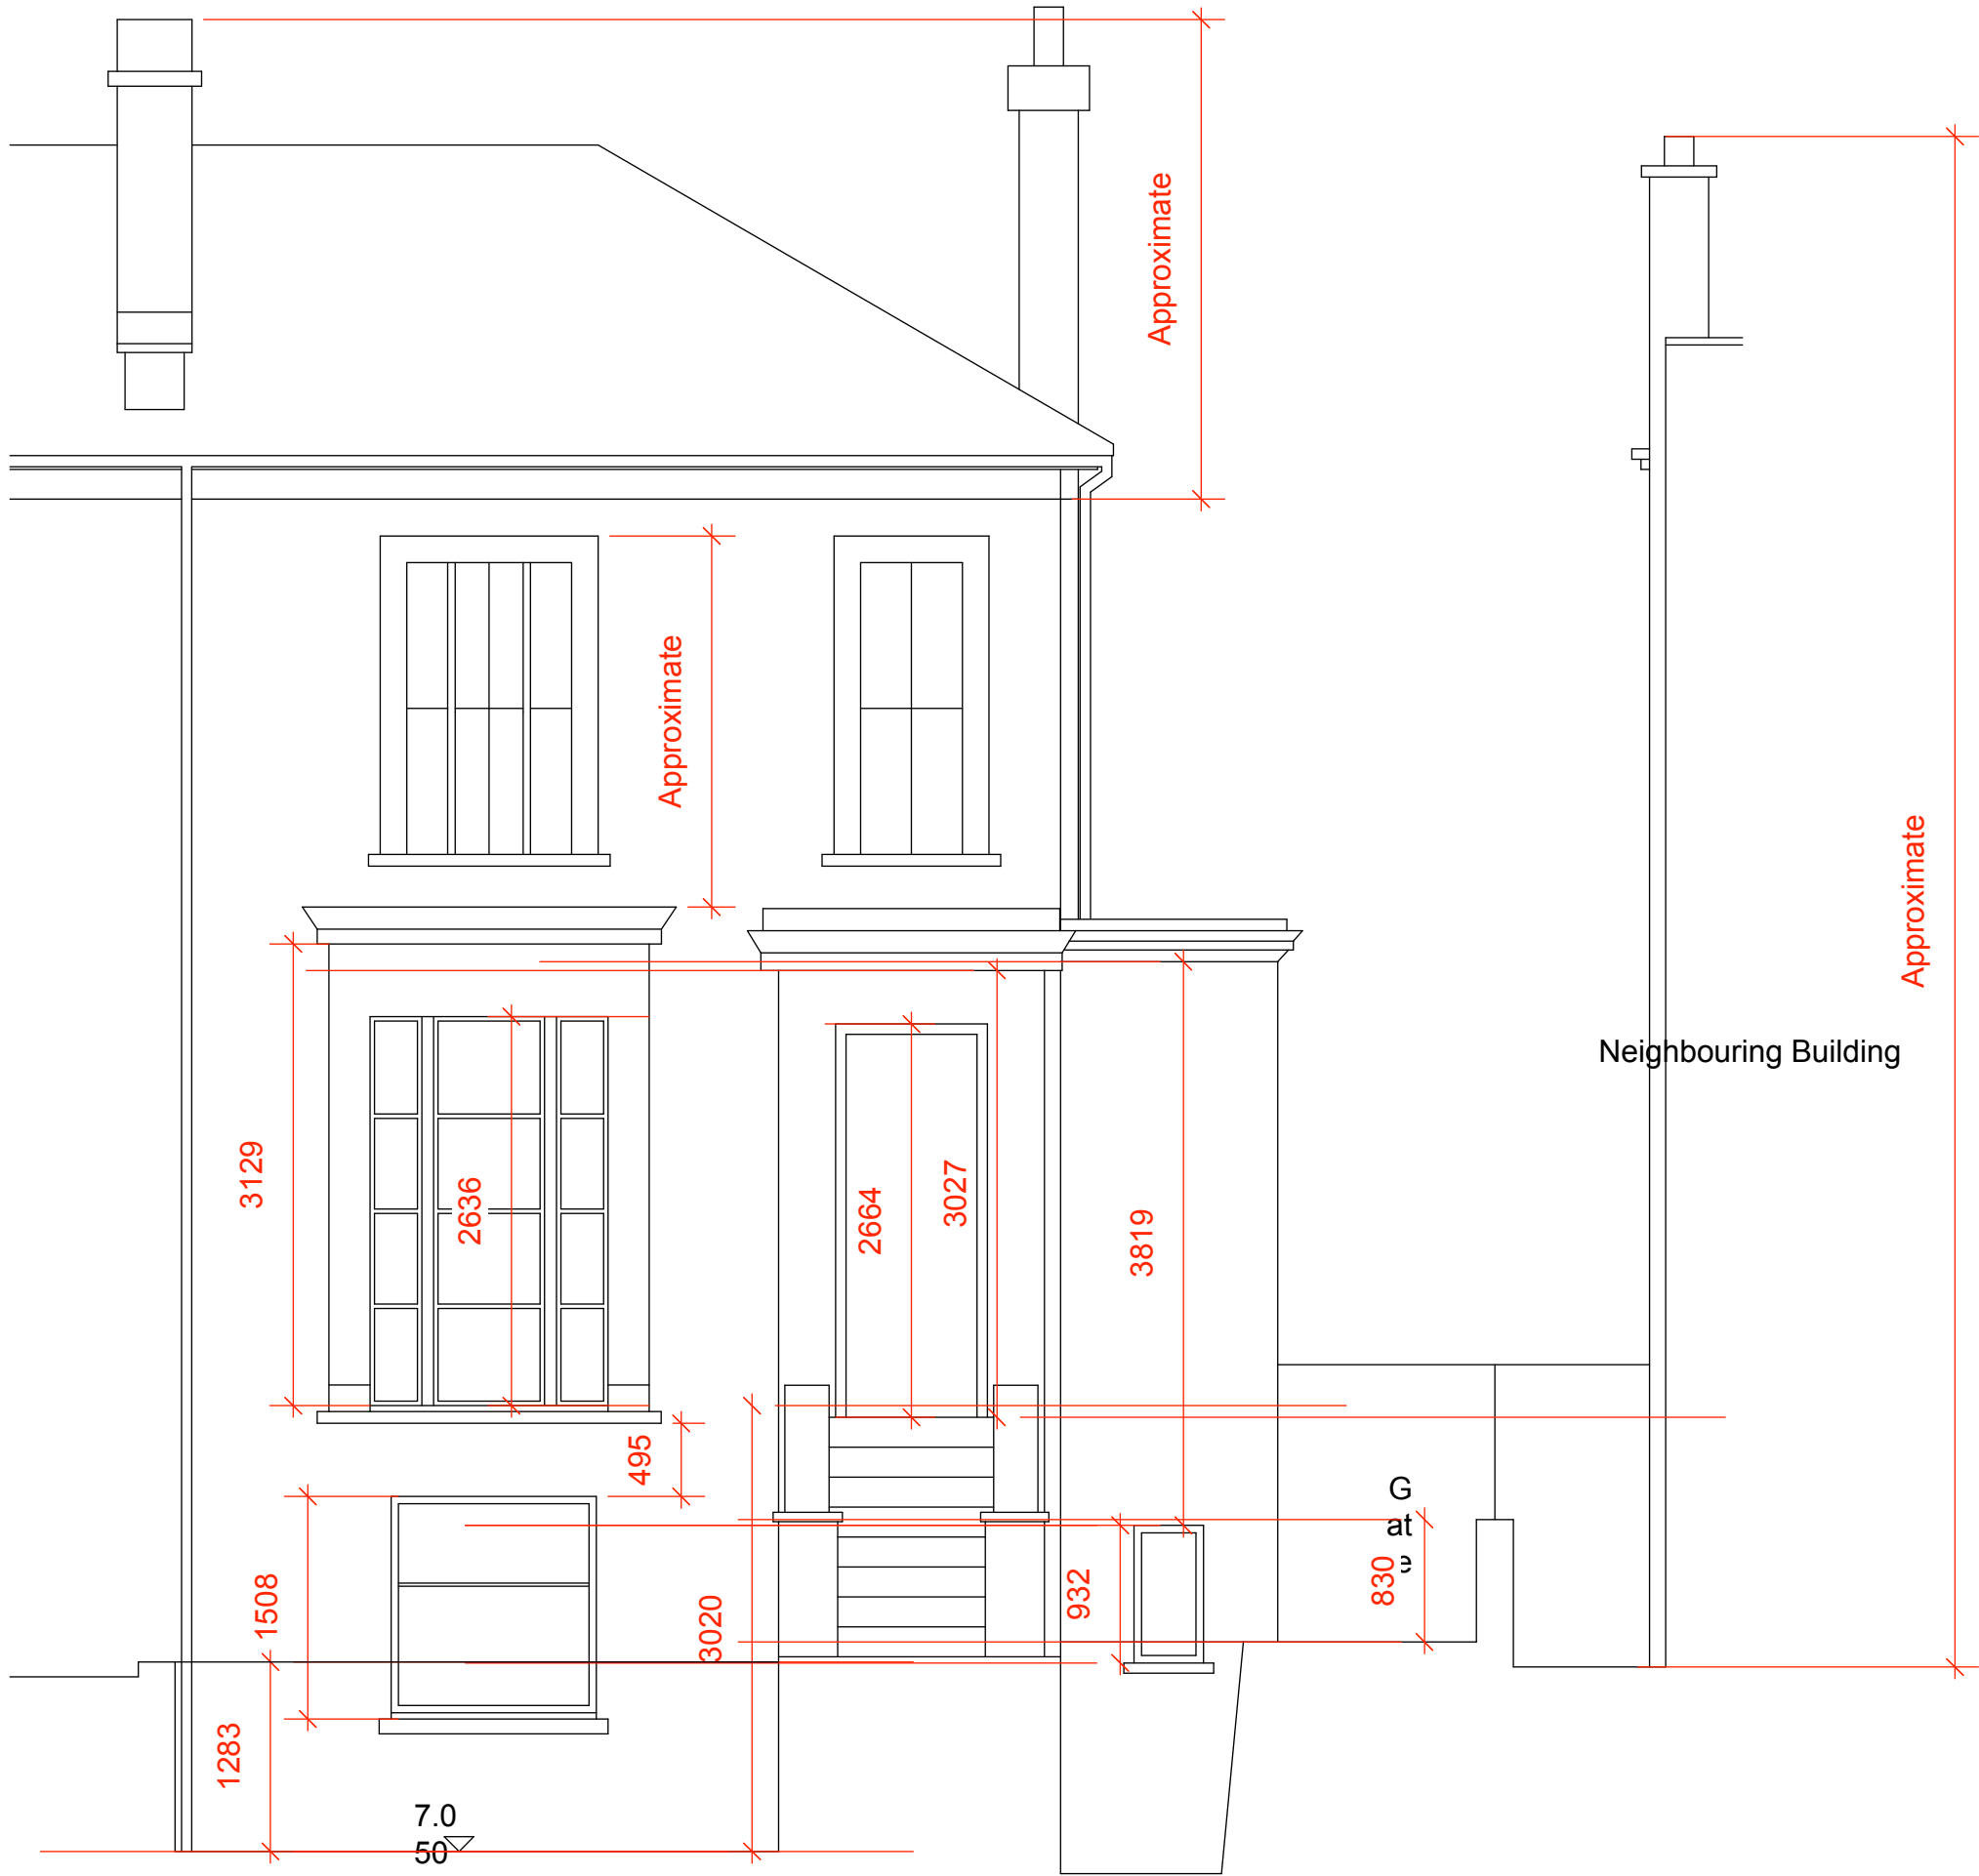 Approximate
Approximate
Approximate
Neighbouring Building
3129
2636
2664
3027
3819
495
G
at
e
830
932
1508
3020
1283
7.0
50